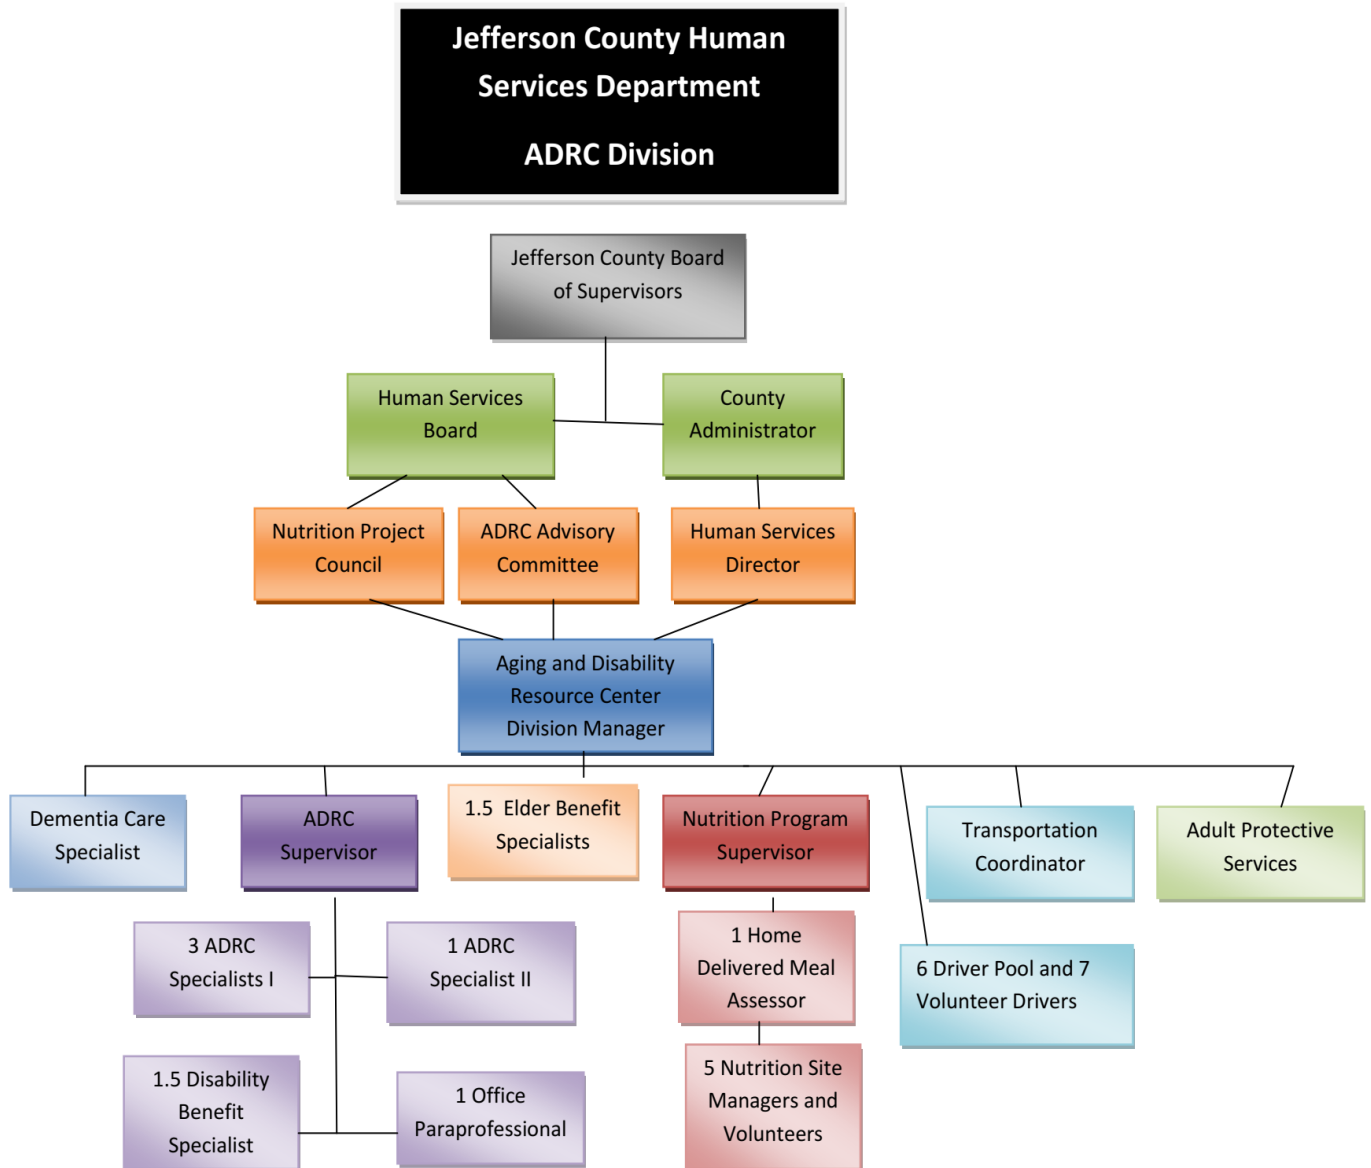 Jefferson County Human
Services Department
ADRC Division
Jefferson County Board
of Supervisors
Human Services
Board
County
Administrator
Nutrition Project
Council
ADRC Advisory
Committee
Human Services
Director
Aging and Disability
Resource Center
Division Manager
Dementia Care
Specialist
ADRC
Supervisor
1.5 Elder Benefit
Specialists
Nutrition Program
Supervisor
Transportation
Coordinator
Adult Protective
Services
3 ADRC
Specialists I
1 ADRC
Specialist II
1 Home
Delivered Meal
Assessor
6 Driver Pool and 7
Volunteer Drivers
1.5 Disability
Benefit
Specialist
1 Office
Paraprofessional
5 Nutrition Site
Managers and
Volunteers